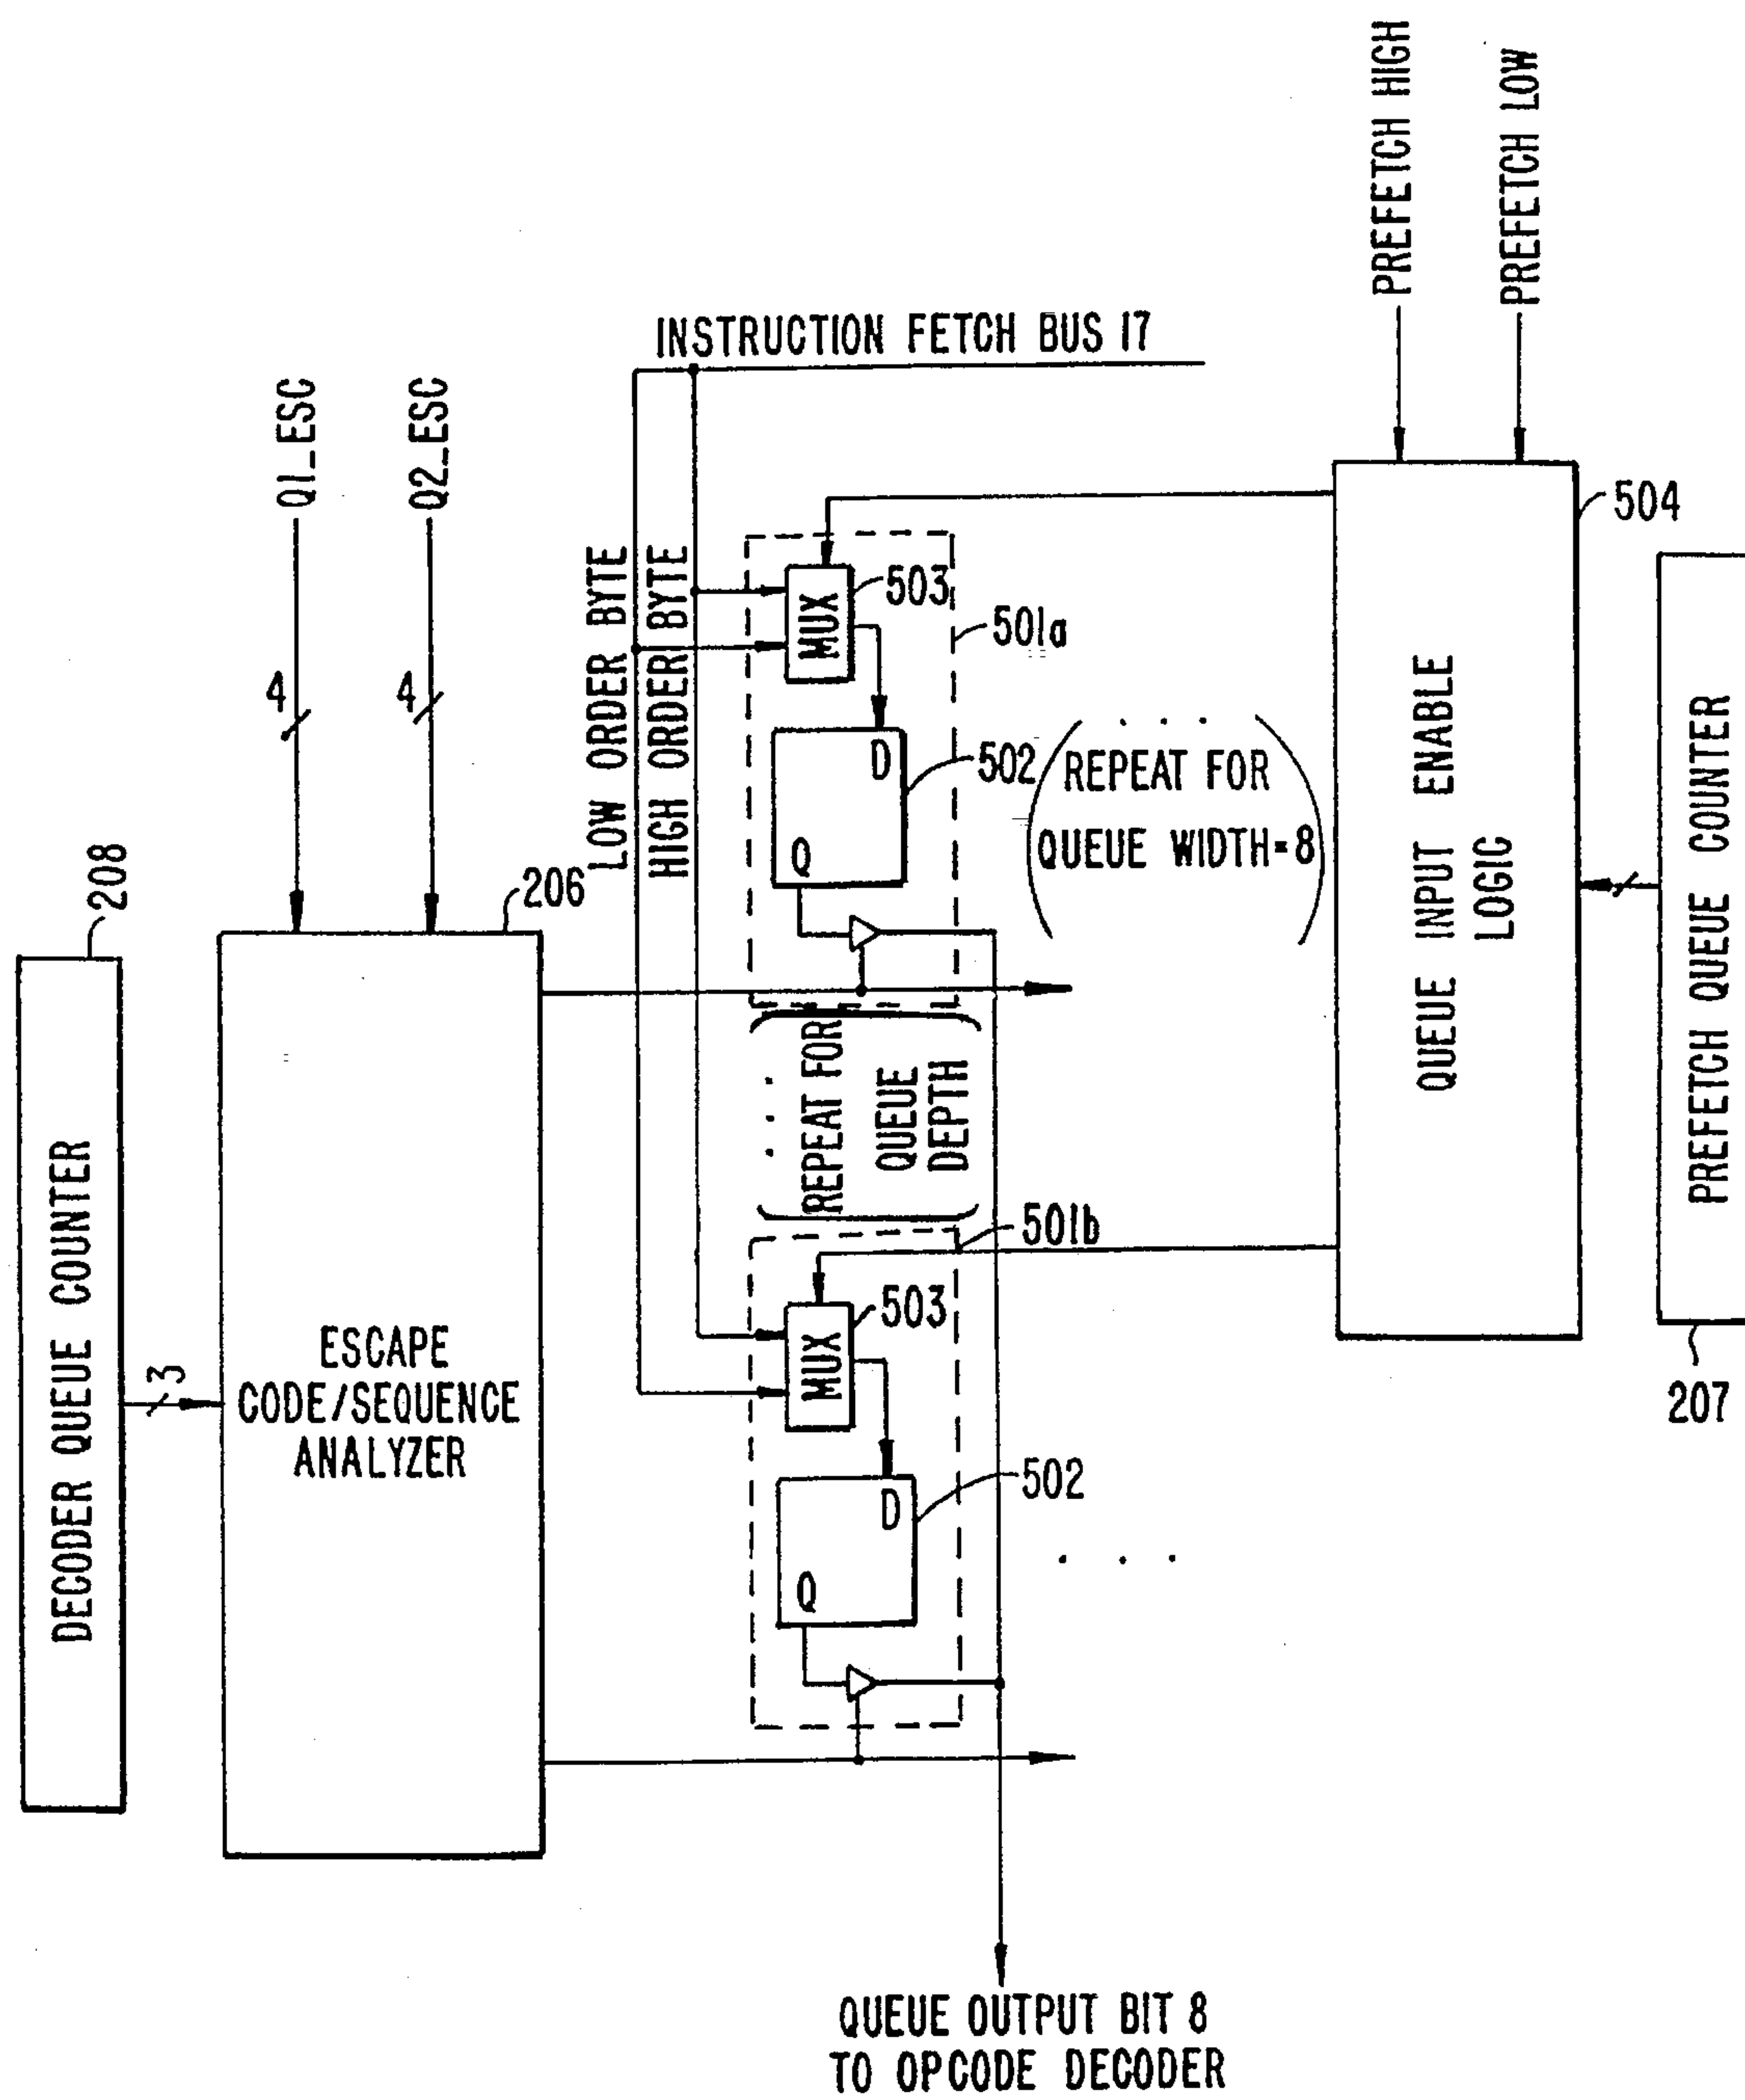 PREFETCH HIGH
PREFETCH LOW
INSTRUCTION FETCH BUS 17
Q1_ESC
Q2_ESC
4
4
LOW ORDER BYTE
HIGH ORDER BYTE
MUX
503
501a
D
Q
502
504
208
206
DECODER QUEUE COUNTER
3
ESCAPE
CODE/SEQUENCE
ANALYZER
. . .
REPEAT FOR
QUEUE WIDTH=8
. . .
REPEAT FOR
QUEUE
DEPTH
QUEUE INPUT ENABLE
LOGIC
PREFETCH QUEUE COUNTER
207
501b
MUX
503
D
Q
502
. . .
QUEUE OUTPUT BIT 8
TO OPCODE DECODER